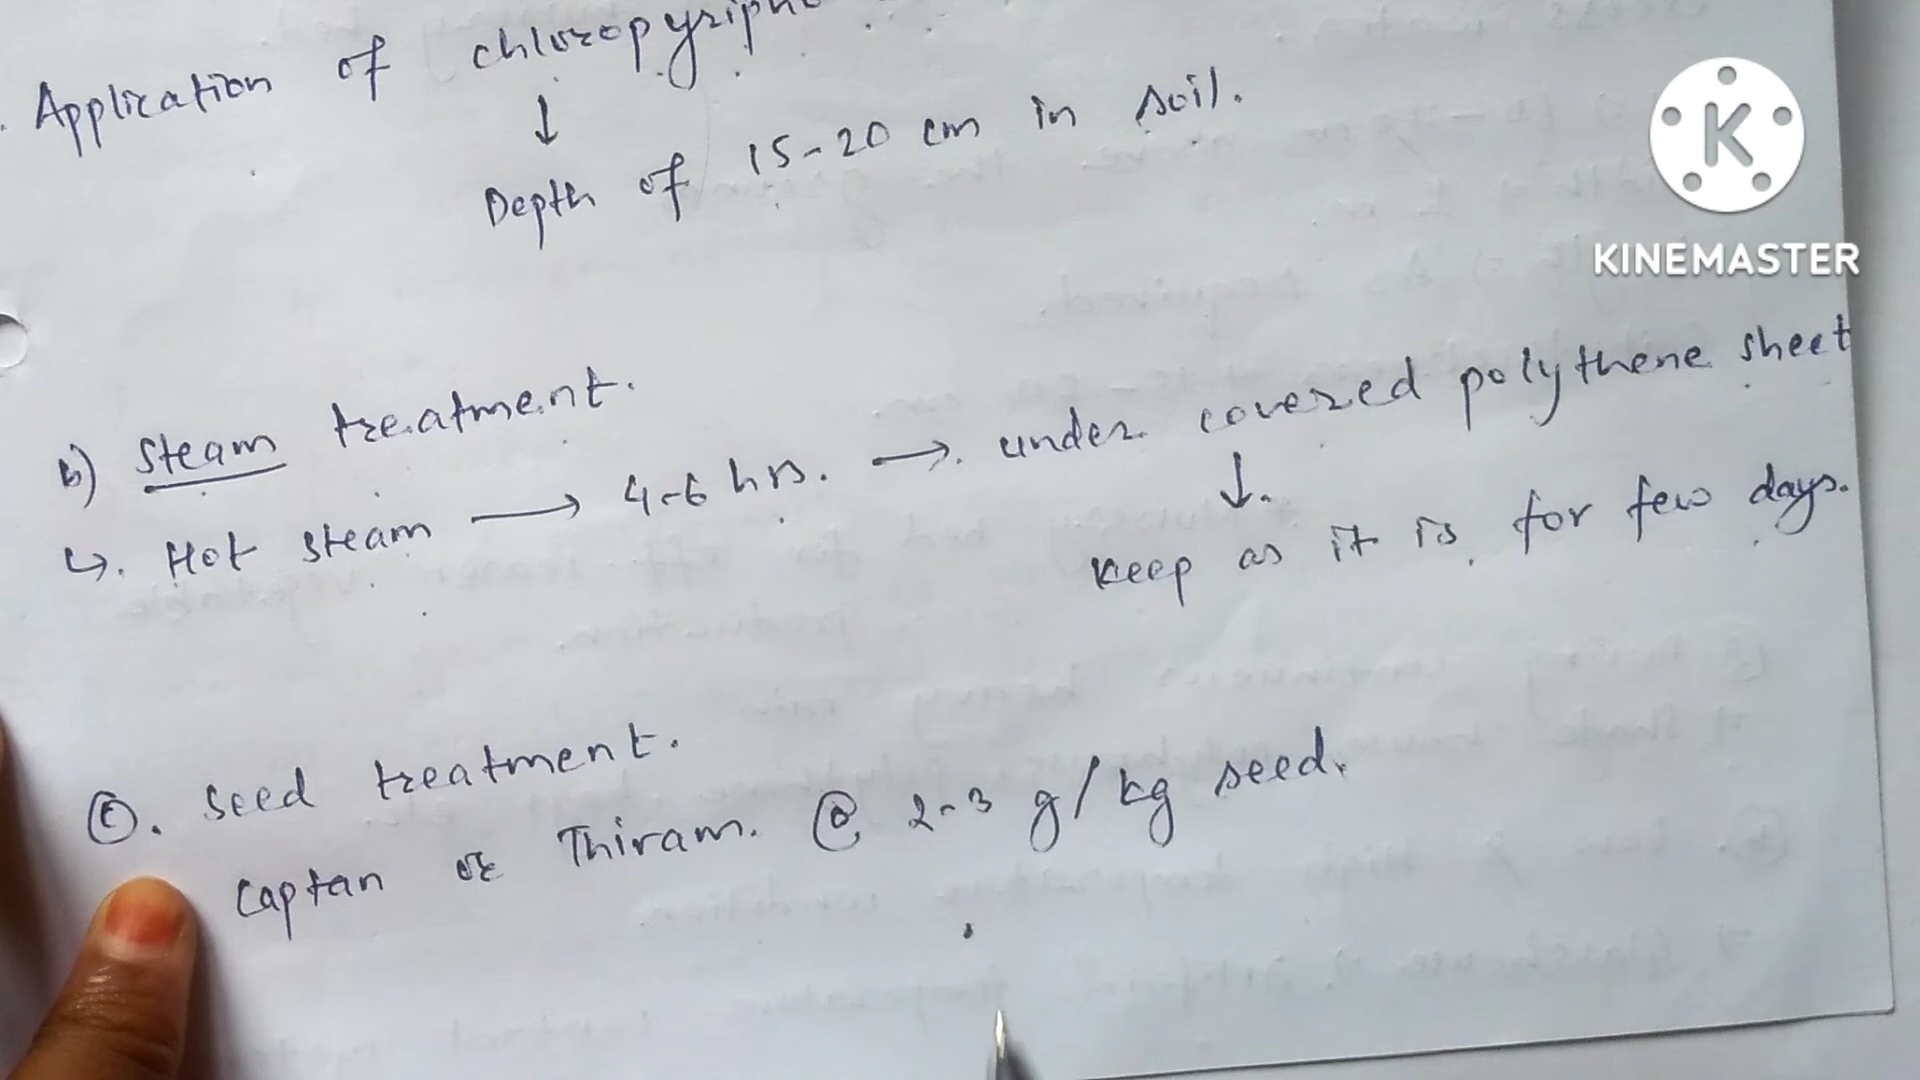 Application of chloropyripho
↓
Depth of 15-20 cm in soil.
K
KINEMASTER
b) Steam treatment.
↳. Hot steam → 4-6 hrs. → under covered polythene sheet
↓.
Keep as it is for few days.
©. Seed treatment.
Captan or Thiram. @ 2-3 g/kg seed.